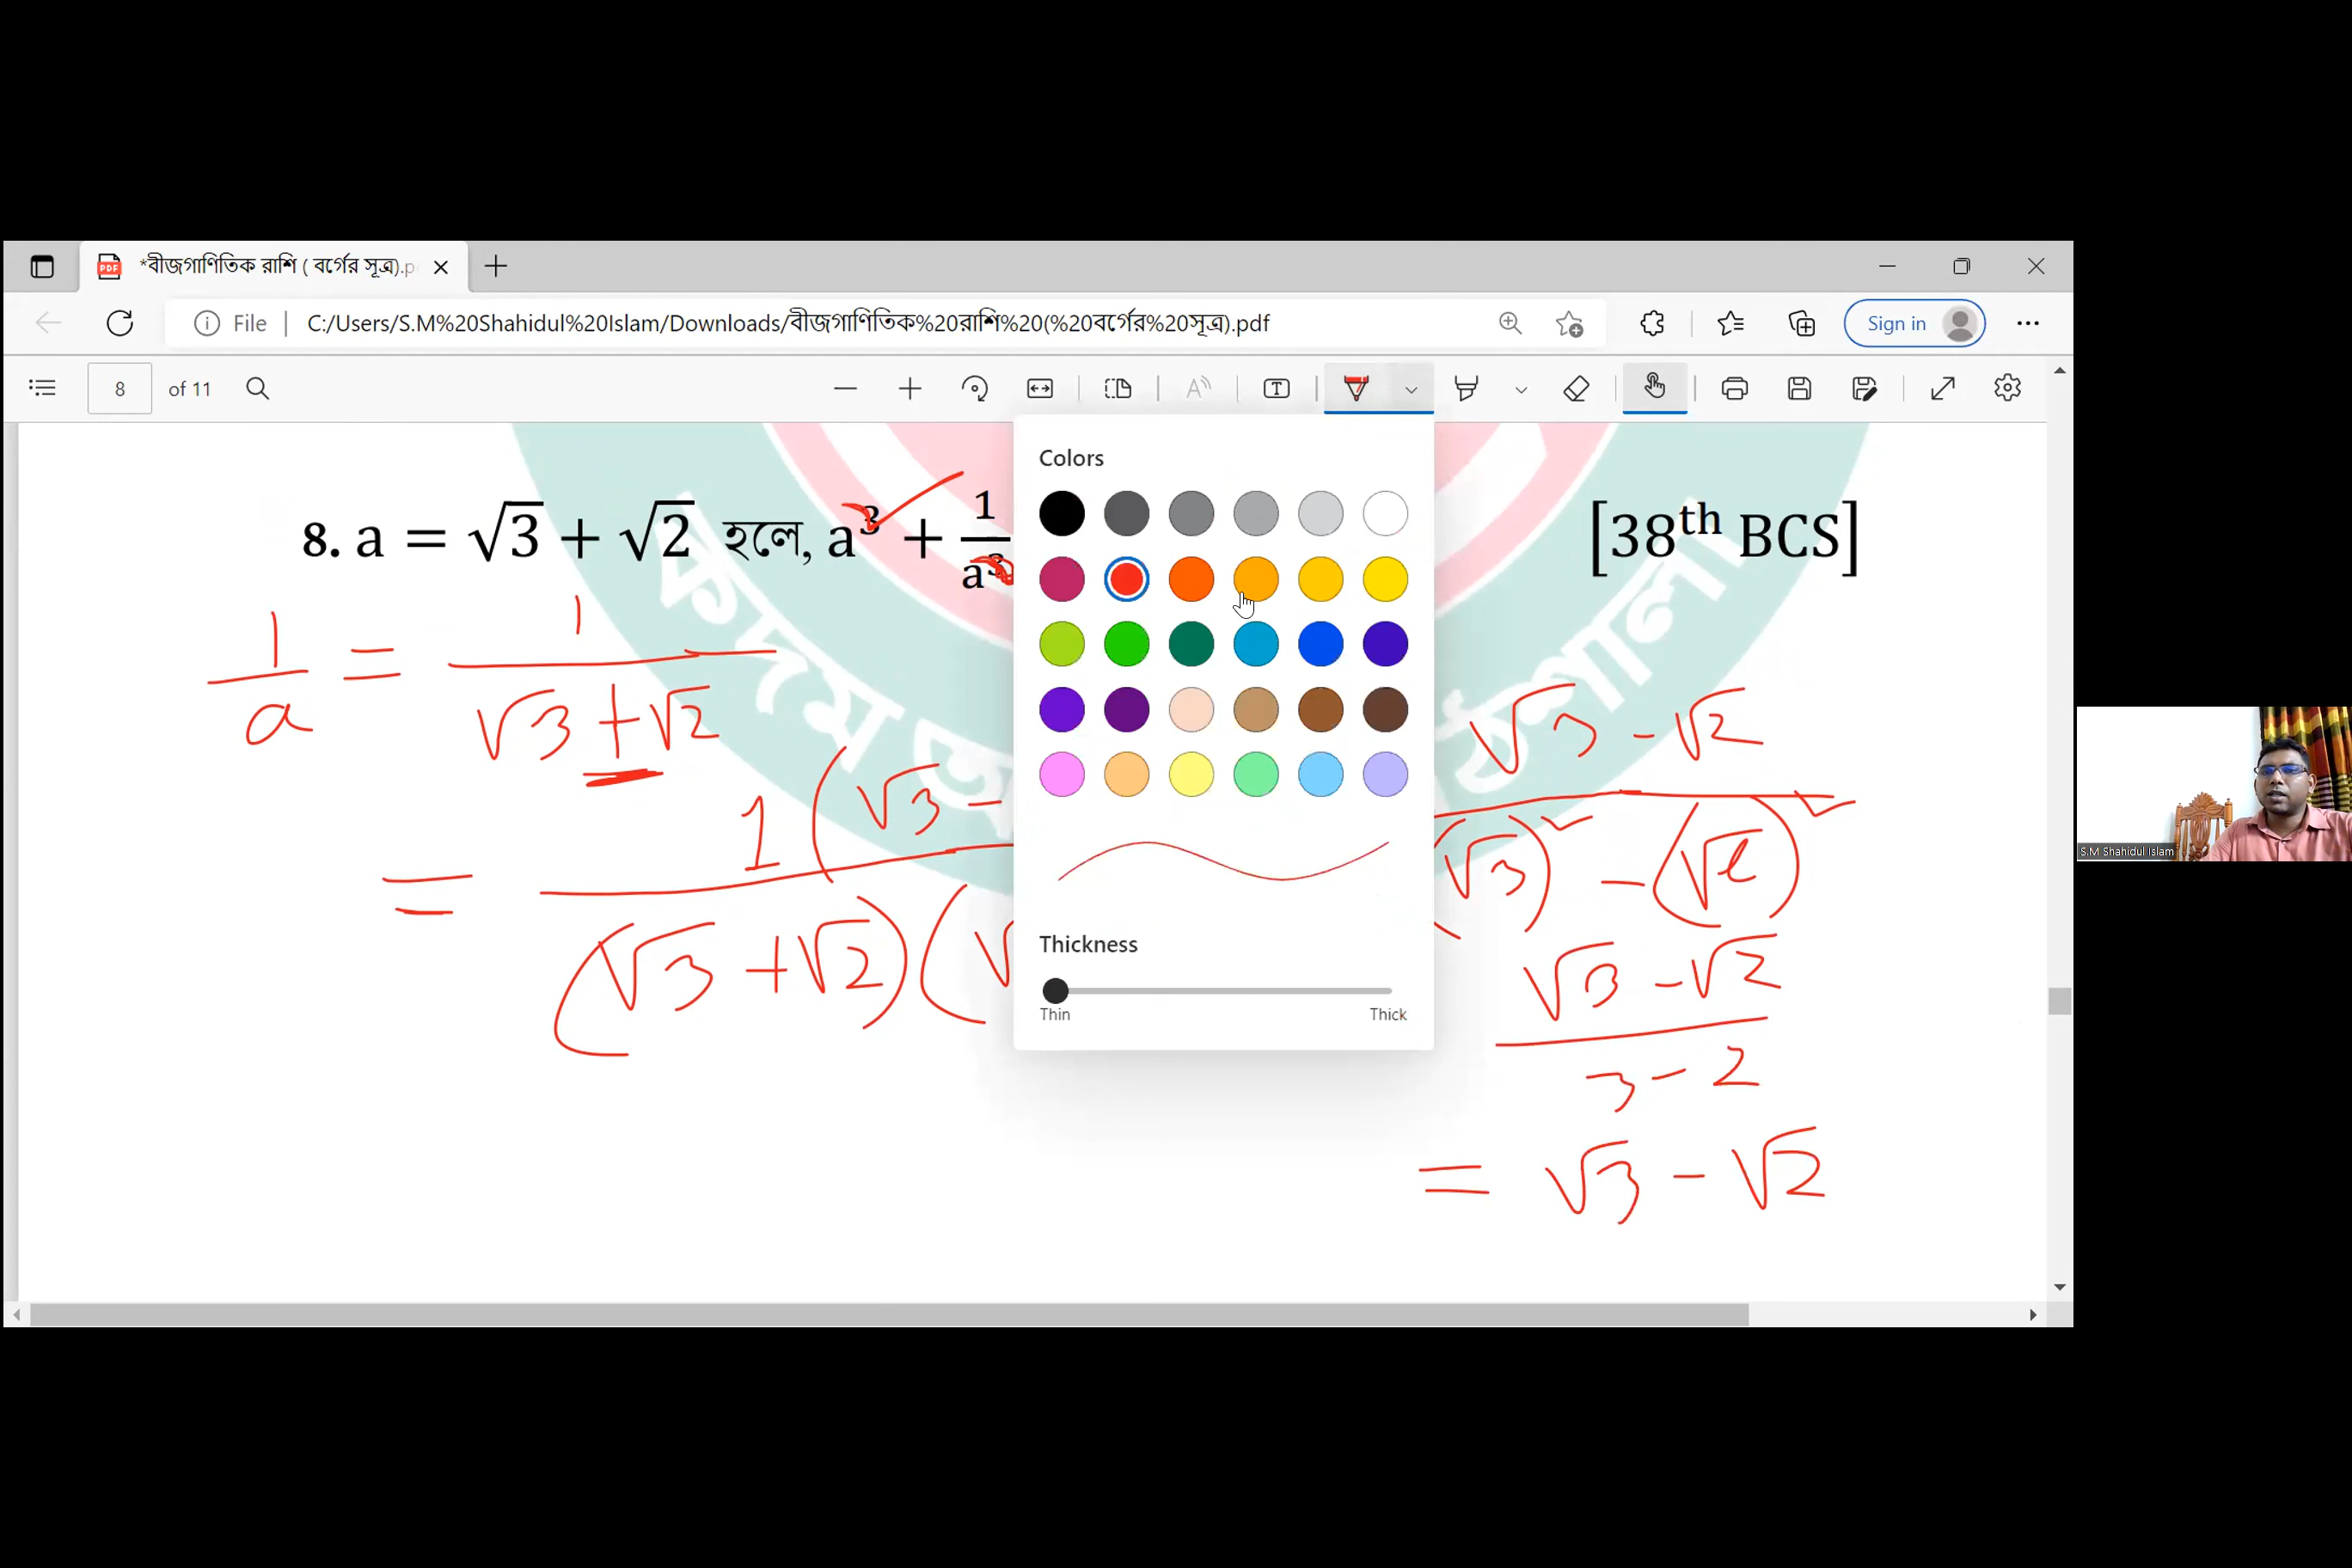 *বীজগাণিতিক রাশি ( বর্গের সূত্র).p
File C:/Users/S.M%20Shahidul%20Islam/Downloads/বীজগাণিতিক%20রাশি%20(%20বর্গের%20সূত্র).pdf
Sign in
8 of 11
Colors
8. a = √3 + √2 হলে, a³ + 1/a³
[38th BCS]
1/a = 1/(√3 + √2)
= 1(√3 −
(√3 + √2)(√
√3 − √2
(√3)² − (√2)²
√3 − √2
3 − 2
= √3 − √2
Thickness
Thin Thick
কদমে
ঠশালা
S.M Shahidul Islam